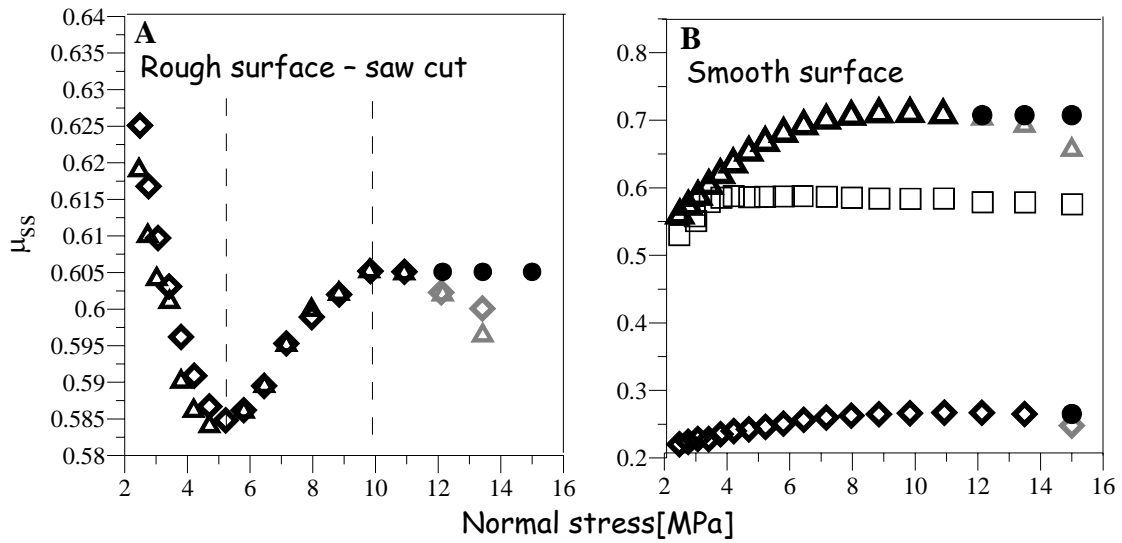 A
Rough surface – saw cut
0.64
0.635
0.63
0.625
0.62
0.615
0.61
0.605
0.6
0.595
0.59
0.585
0.58
μss
2 4 6 8 10 12 14 16
B
Smooth surface
0.8
0.7
0.6
0.5
0.4
0.3
0.2
2 4 6 8 10 12 14 16
Normal stress[MPa]